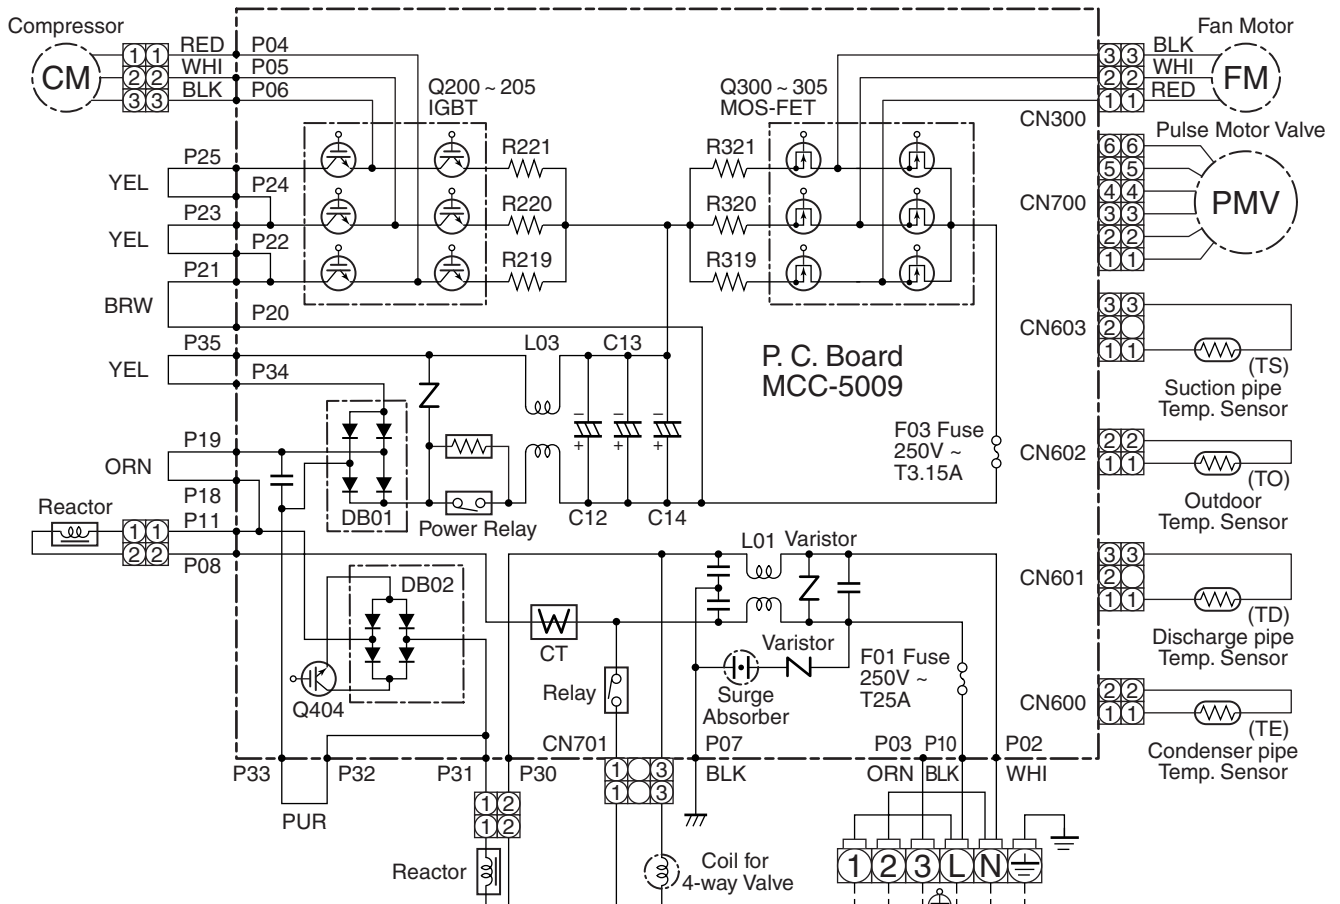 Compressor
CM
1 1
2 2
3 3
RED
WHI
BLK
P04
P05
P06
Q200 ~ 205
IGBT
Q300 ~ 305
MOS-FET
Fan Motor
3 3
2 2
1 1
BLK
WHI
RED
FM
CN300
Pulse Motor Valve
6 6
5 5
4 4
3 3
2 2
1 1
CN700
PMV
P25
YEL
P24
P23
YEL
P22
P21
BRW
P20
R221
R220
R219
R321
R320
R319
P35
YEL
P34
L03
C13
P. C. Board
MCC-5009
CN603
3 3
2
1 1
(TS)
Suction pipe
Temp. Sensor
− − −
+ + +
F03 Fuse
250V ~
T3.15A
CN602
2 2
1 1
(TO)
Outdoor
Temp. Sensor
P19
ORN
P18
DB01
Power Relay
C12
C14
Reactor
1 1
2 2
P11
P08
L01
Varistor
CN601
3 3
2
1 1
(TD)
Discharge pipe
Temp. Sensor
DB02
CT
Varistor
Q404
Relay
Surge
Absorber
F01 Fuse
250V ~
T25A
CN600
2 2
1 1
(TE)
Condenser pipe
Temp. Sensor
CN701
P07
P03
P10
P02
P33
P32
P31
P30
1 3
1 3
BLK
ORN
BLK
WHI
PUR
1 2
1 2
Reactor
Coil for
4-way Valve
1 2 3 L N